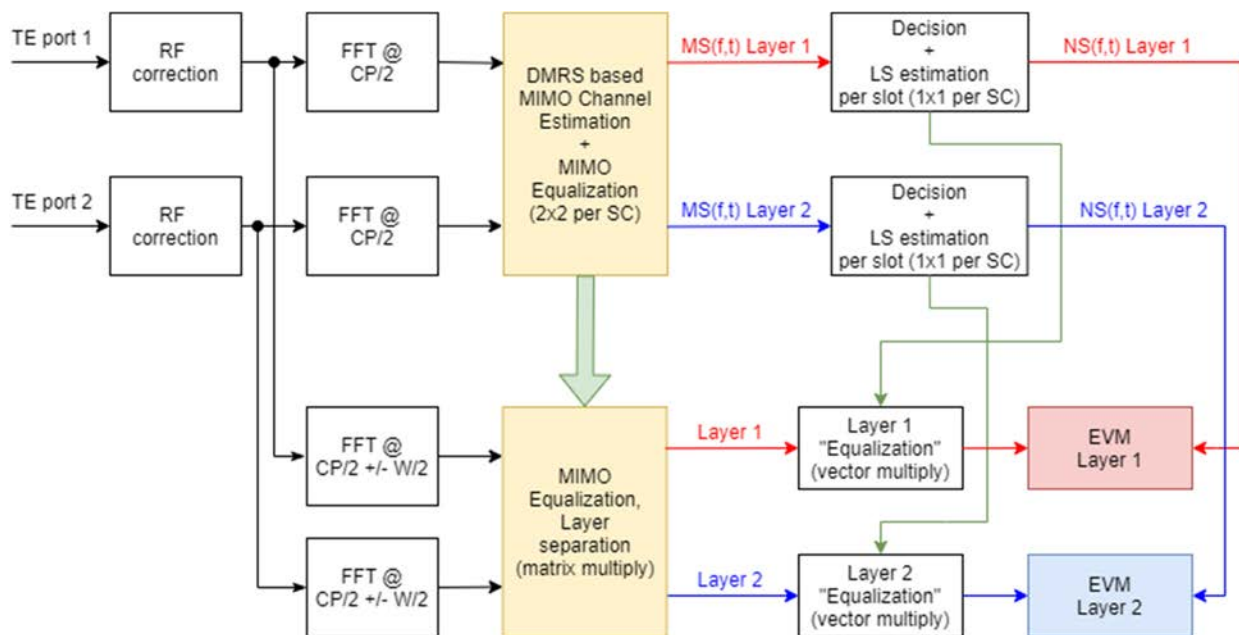 TE port 1
RF
correction
FFT @
CP/2
DMRS based
MIMO Channel
Estimation
+
MIMO
Equalization
(2x2 per SC)
MS(f,t) Layer 1
Decision
+
LS estimation
per slot (1x1 per SC)
NS(f,t) Layer 1
TE port 2
RF
correction
FFT @
CP/2
MS(f,t) Layer 2
Decision
+
LS estimation
per slot (1x1 per SC)
NS(f,t) Layer 2
FFT @
CP/2 +/- W/2
MIMO
Equalization,
Layer
separation
(matrix multiply)
Layer 1
Layer 1
"Equalization"
(vector multiply)
EVM
Layer 1
FFT @
CP/2 +/- W/2
Layer 2
Layer 2
"Equalization"
(vector multiply)
EVM
Layer 2